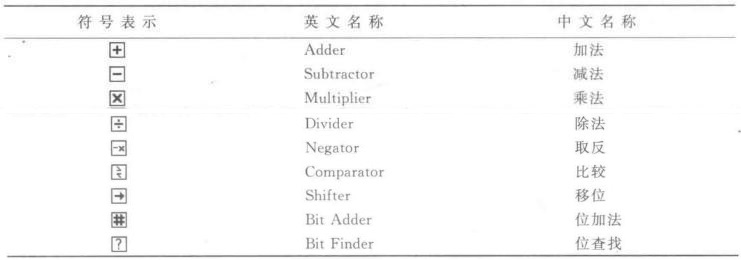 符号表示 英文名称 中文名称
+ Adder 加法
− Subtractor 减法
× Multiplier 乘法
÷ Divider 除法
-x Negator 取反
Comparator 比较
→ Shifter 移位
# Bit Adder 位加法
? Bit Finder 位查找